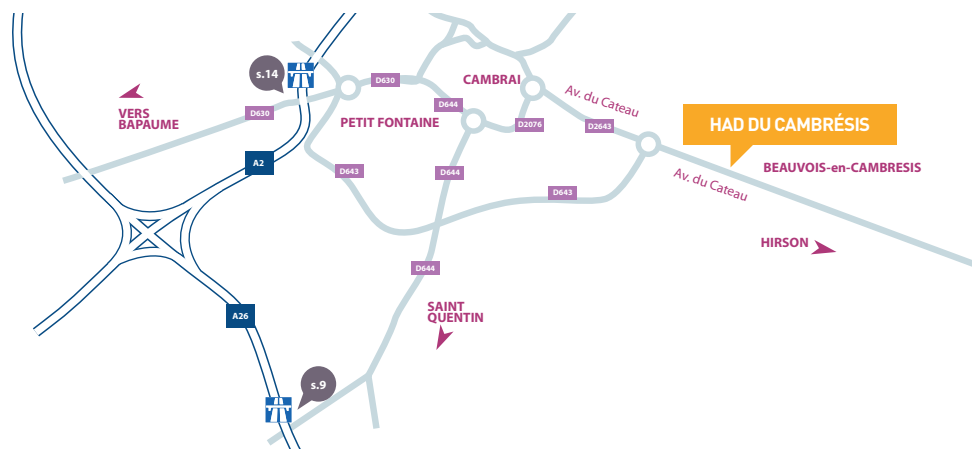 s.14
D630
CAMBRAI
Av. du Cateau
VERS
BAPAUME
D630
D644
PETIT FONTAINE
D2076
D2643
HAD DU CAMBRÉSIS
A2
D643
D644
Av. du Cateau
BEAUVOIS-en-CAMBRESIS
D643
HIRSON
D644
A26
SAINT
QUENTIN
s.9